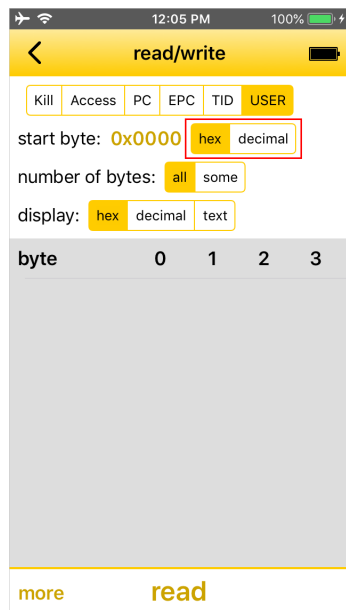 12:05 PM 100%
read/write
Kill Access PC EPC TID USER
start byte: 0x0000 hex decimal
number of bytes: all some
display: hex decimal text
byte 0 1 2 3
more read